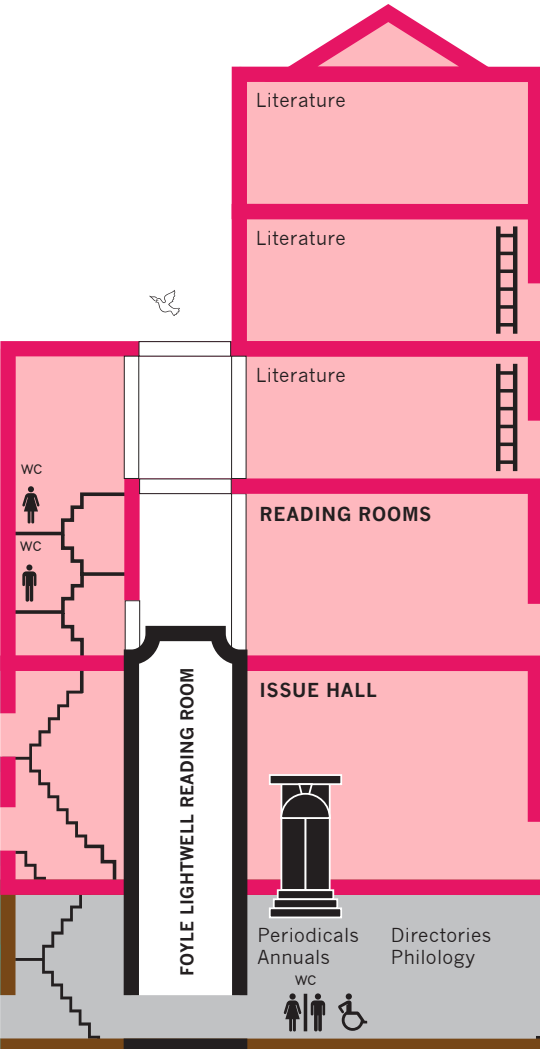 Literature
Literature
Literature
WC
READING ROOMS
WC
ISSUE HALL
FOYLE LIGHTWELL READING ROOM
Periodicals
Annuals
Directories
Philology
WC